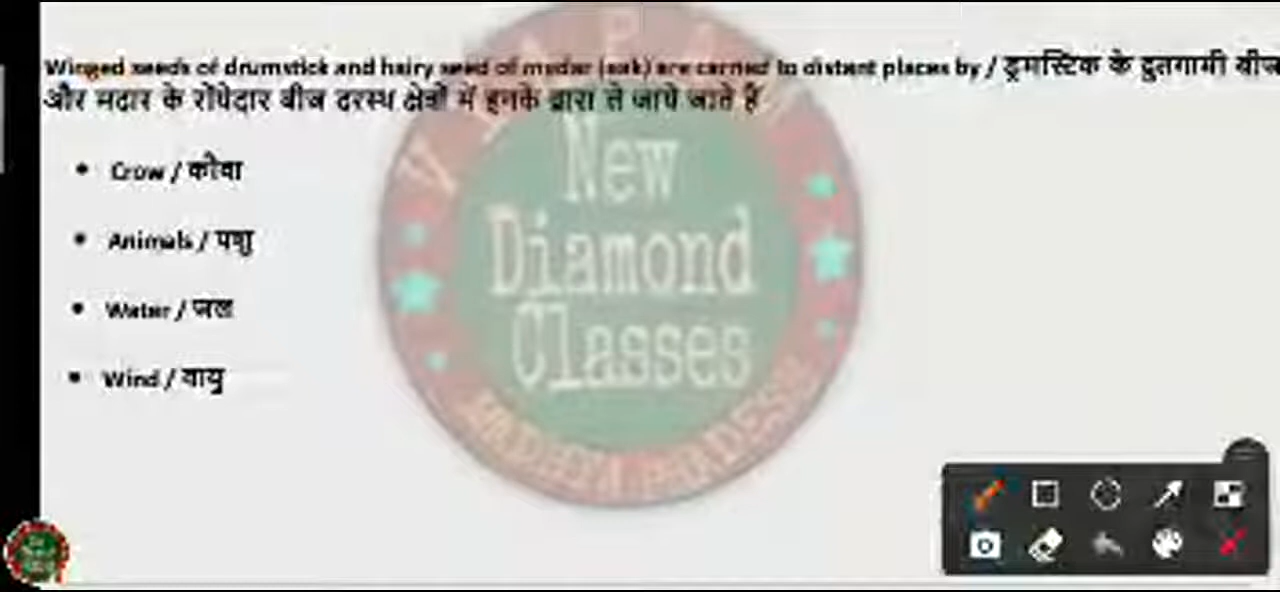 Winged seeds of drumstick and hairy seed of madar (aak) are carried to distant places by / ड्रमस्टिक के द्रुतगामी बीज
और मदार के रोंयेदार बीज दूरस्थ क्षेत्रों में इनके द्वारा ले जाये जाते हैं
• Crow / कौवा
• Animals / पशु
• Water / जल
• Wind / वायु
New
Diamond
Classes